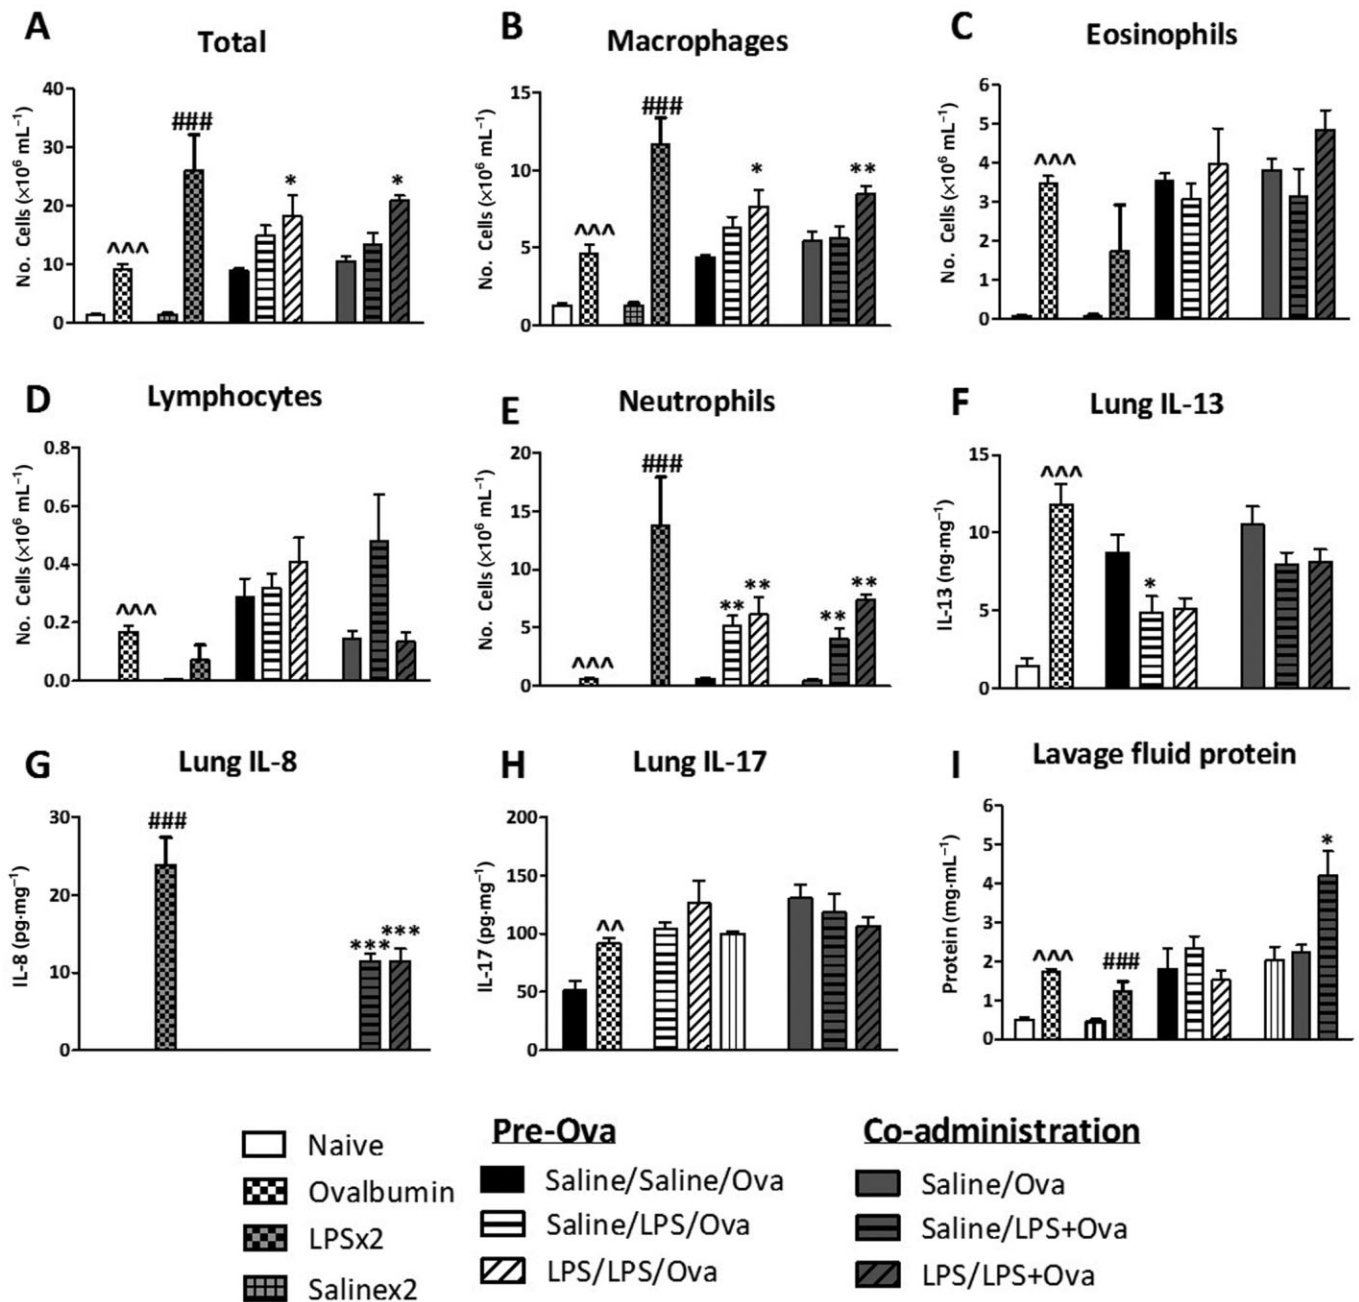 A
Total
No. Cells (×10⁶ mL⁻¹)
40
30
20
10
0
^^^
###
*
*
B
Macrophages
No. Cells (×10⁶ mL⁻¹)
15
10
5
0
^^^
###
*
**
C
Eosinophils
No. Cells (×10⁶ mL⁻¹)
6
5
4
3
2
1
0
^^^
D
Lymphocytes
No. Cells (×10⁶ mL⁻¹)
0.8
0.6
0.4
0.2
0.0
^^^
E
Neutrophils
No. Cells (×10⁶ mL⁻¹)
20
15
10
5
0
^^^
###
**
**
**
**
F
Lung IL-13
IL-13 (ng·mg⁻¹)
15
10
5
0
^^^
*
G
Lung IL-8
IL-8 (pg·mg⁻¹)
30
20
10
0
###
***
***
H
Lung IL-17
IL-17 (pg·mg⁻¹)
200
150
100
50
0
^^
I
Lavage fluid protein
Protein (mg·mL⁻¹)
6
5
4
3
2
1
0
^^^
###
*
Naive
Ovalbumin
LPSx2
Salinex2
Pre-Ova
Saline/Saline/Ova
Saline/LPS/Ova
LPS/LPS/Ova
Co-administration
Saline/Ova
Saline/LPS+Ova
LPS/LPS+Ova